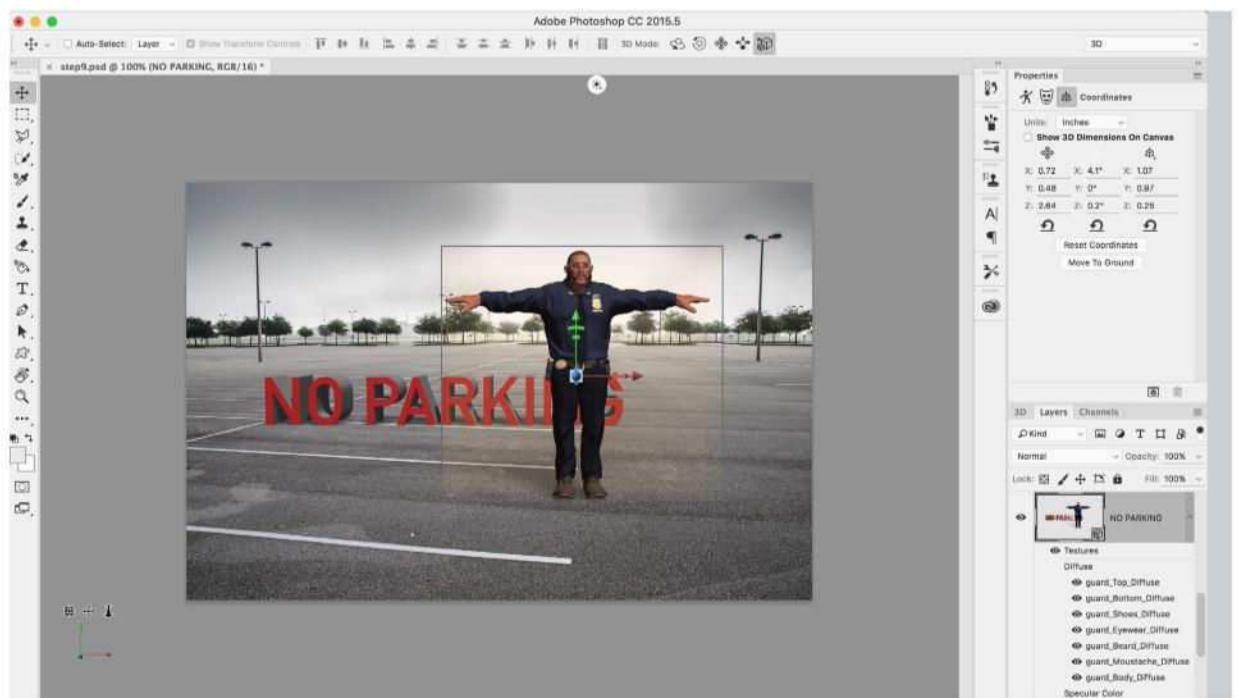 Adobe Photoshop CC 2015.5
Auto-Select: Layer Show Transform Controls 3D Mode: 3D
× step9.psd @ 100% (NO PARKING, RGB/16) *
Properties
Coordinates
Units: Inches
Show 3D Dimensions On Canvas
X: 0.72 X: 4.1° X: 1.07
Y: 0.48 Y: 0° Y: 0.97
Z: 2.64 Z: 0.2° Z: 0.25
Reset Coordinates
Move To Ground
NO PARKING
3D Layers Channels
Kind
Normal Opacity: 100%
Lock: Fill: 100%
NO PARKING
Textures
Diffuse
guard_Top_Diffuse
guard_Bottom_Diffuse
guard_Shoes_Diffuse
guard_Eyewear_Diffuse
guard_Beard_Diffuse
guard_Moustache_Diffuse
guard_Body_Diffuse
Specular Color